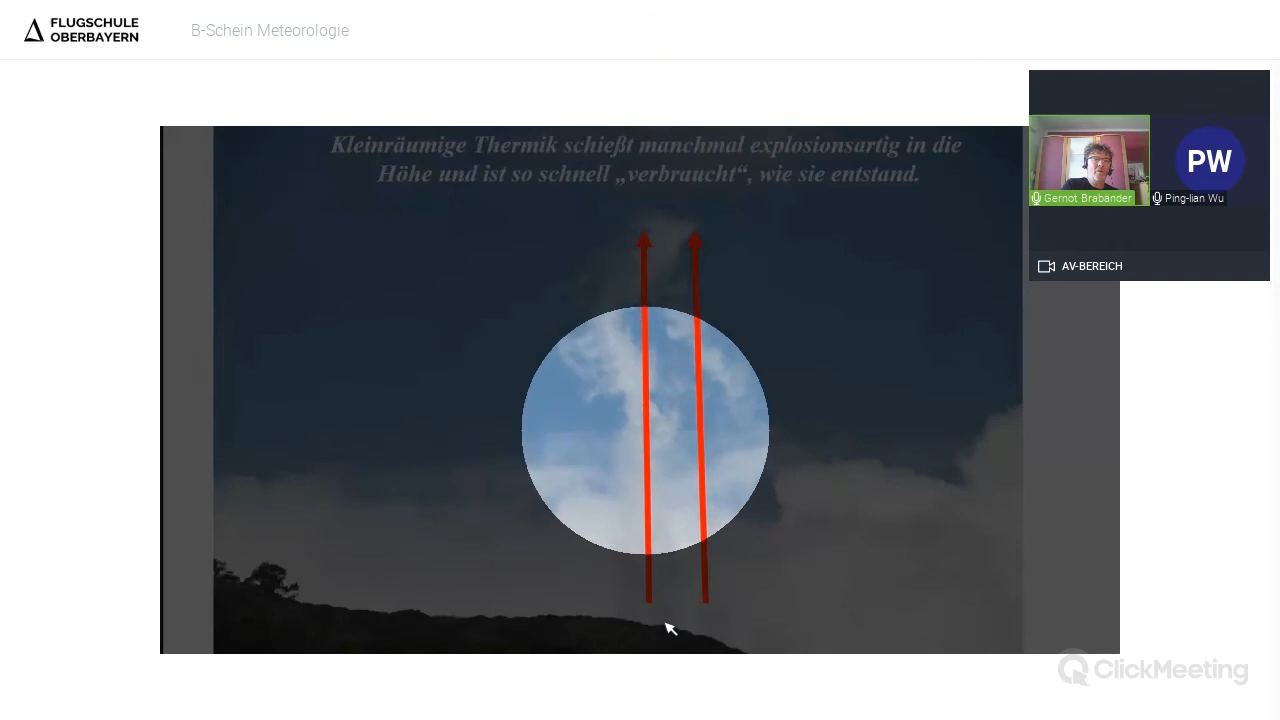 FLUGSCHULE
OBERBAYERN
B-Schein Meteorologie
Kleinräumige Thermik schießt manchmal explosionsartig in die
Höhe und ist so schnell „verbraucht“, wie sie entstand.
PW
Gernot Brabänder
Ping-lian Wu
AV-BEREICH
ClickMeeting